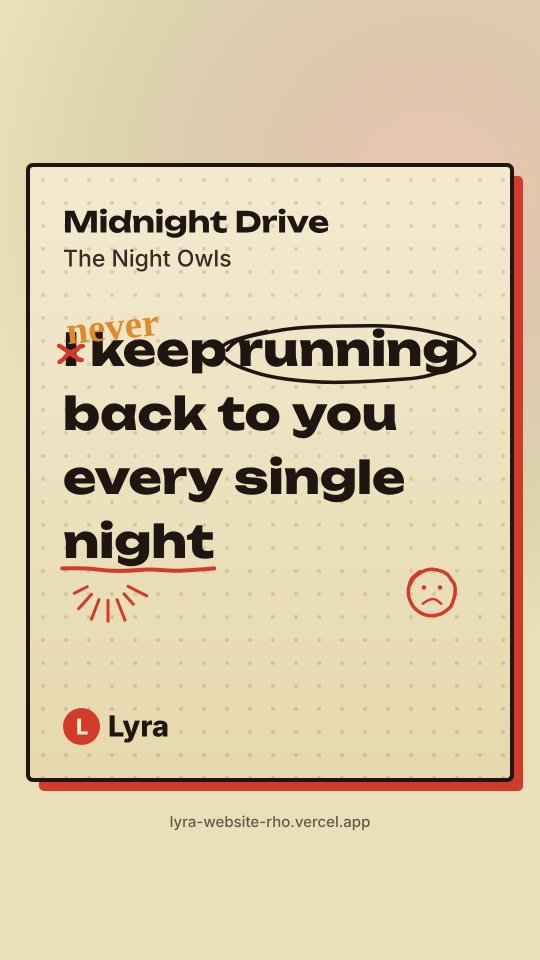 Midnight Drive
The Night Owls
never
I keep running
back to you
every single
night
L Lyra
lyra-website-rho.vercel.app